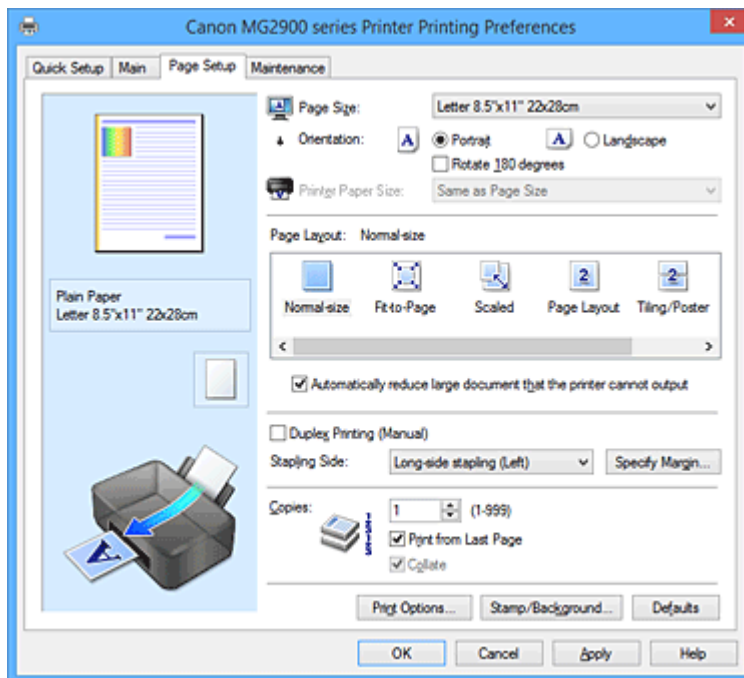 Canon MG2900 series Printer Printing Preferences
Quick Setup Main Page Setup Maintenance
Page Size: Letter 8.5"x11" 22x28cm
Orientation: A Portrait A Landscape
Rotate 180 degrees
Printer Paper Size: Same as Page Size
Page Layout: Normal-size
Normal-size Fit-to-Page Scaled Page Layout Tiling/Poster
Plain Paper
Letter 8.5"x11" 22x28cm
Automatically reduce large document that the printer cannot output
Duplex Printing (Manual)
Stapling Side: Long-side stapling (Left) Specify Margin...
Copies: 1 (1-999)
Print from Last Page
Collate
Print Options... Stamp/Background... Defaults
OK Cancel Apply Help